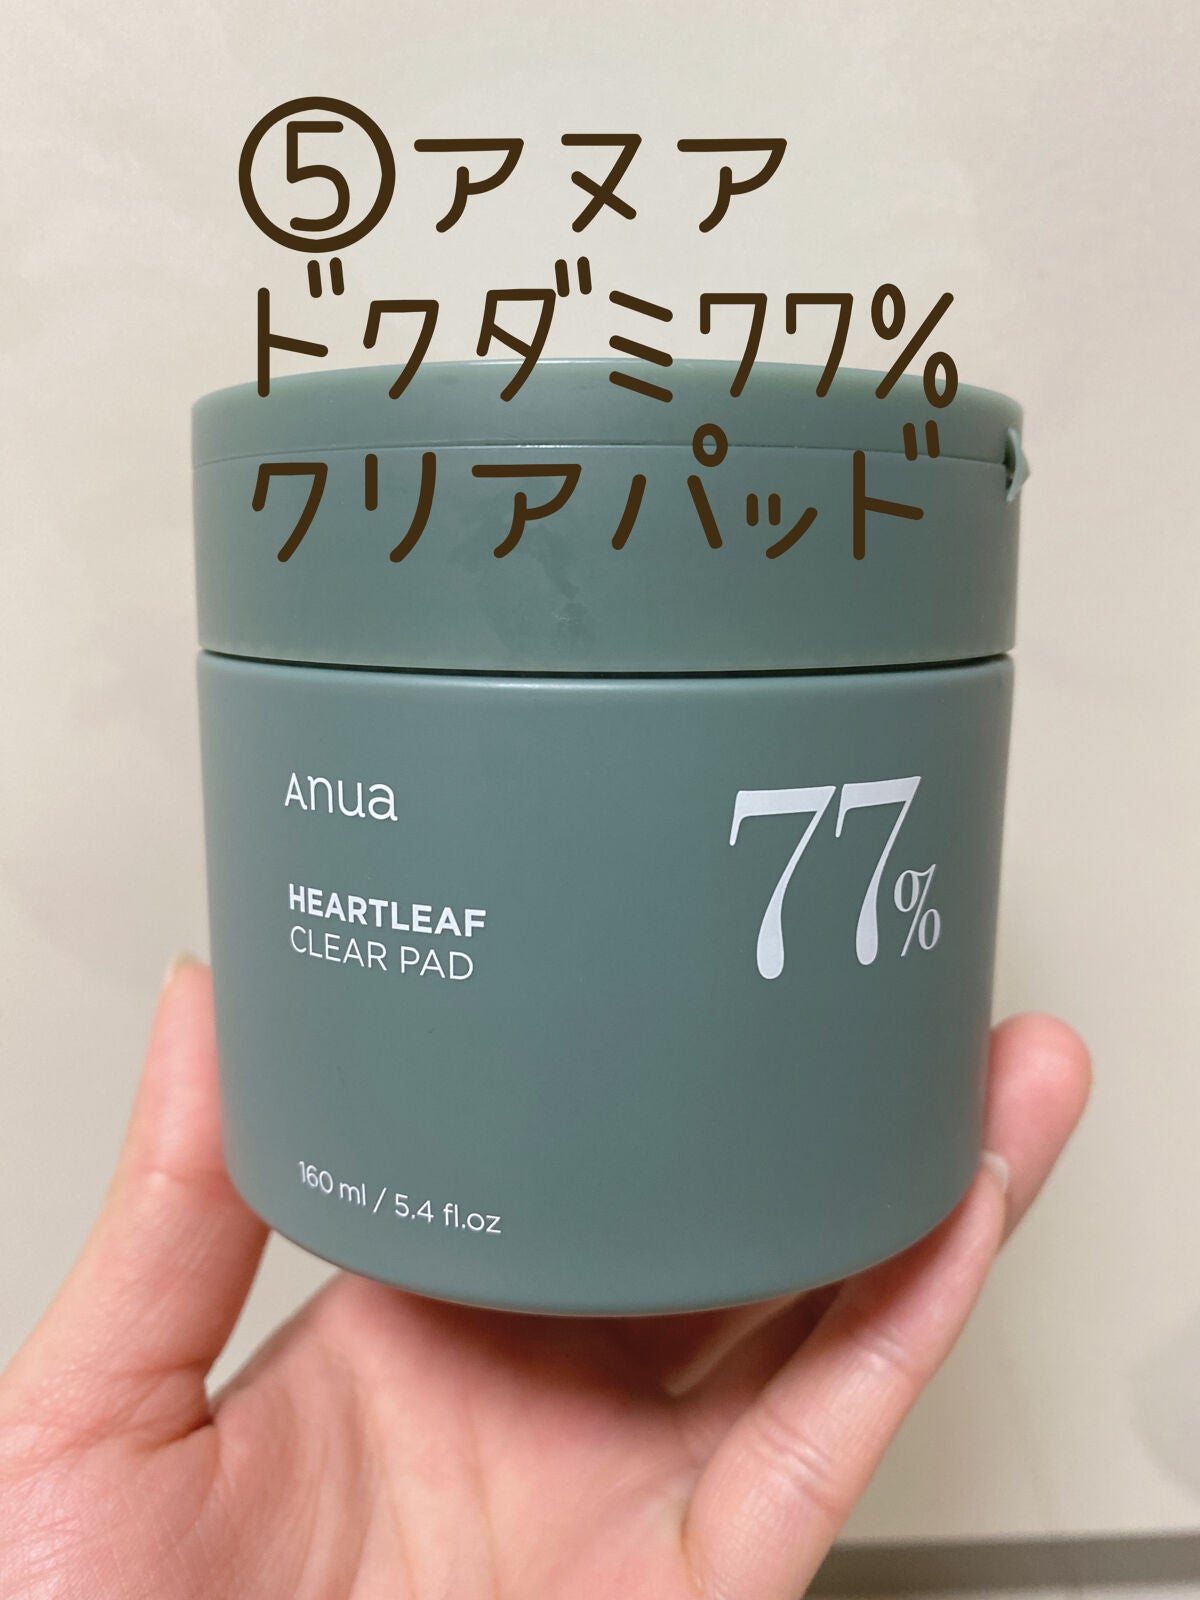 ⑤アヌア
ドクダミ77%
クリアパッド
Anua
77%
HEARTLEAF
CLEAR PAD
160 ml / 5.4 fl.oz